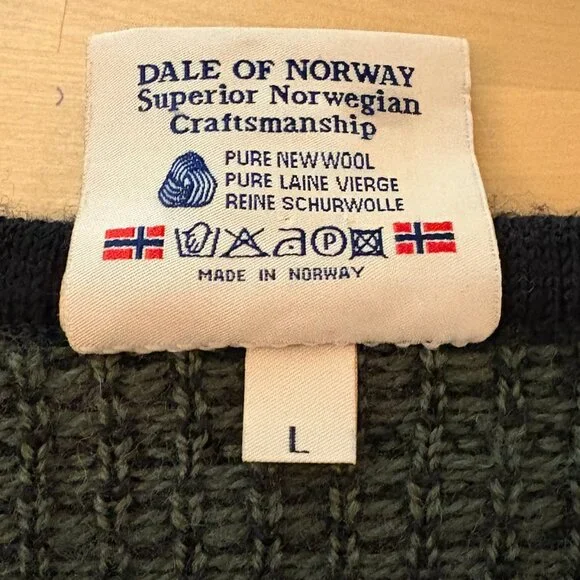 DALE OF NORWAY
Superior Norwegian
Craftsmanship
PURE NEW WOOL
PURE LAINE VIERGE
REINE SCHURWOLLE
P
MADE IN NORWAY
L